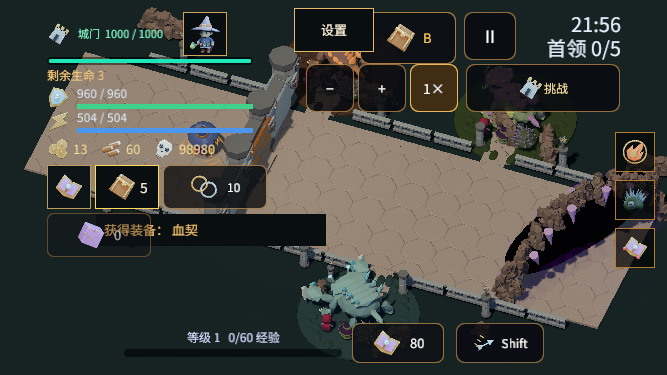 城门 1000 / 1000
设置
B
21:56
首领 0/5
剩余生命 3
960 / 960
504 / 504
−
+
1×
挑战
13
60
98980
5
10
0
获得装备： 血契
等级 1 0/60 经验
80
Shift